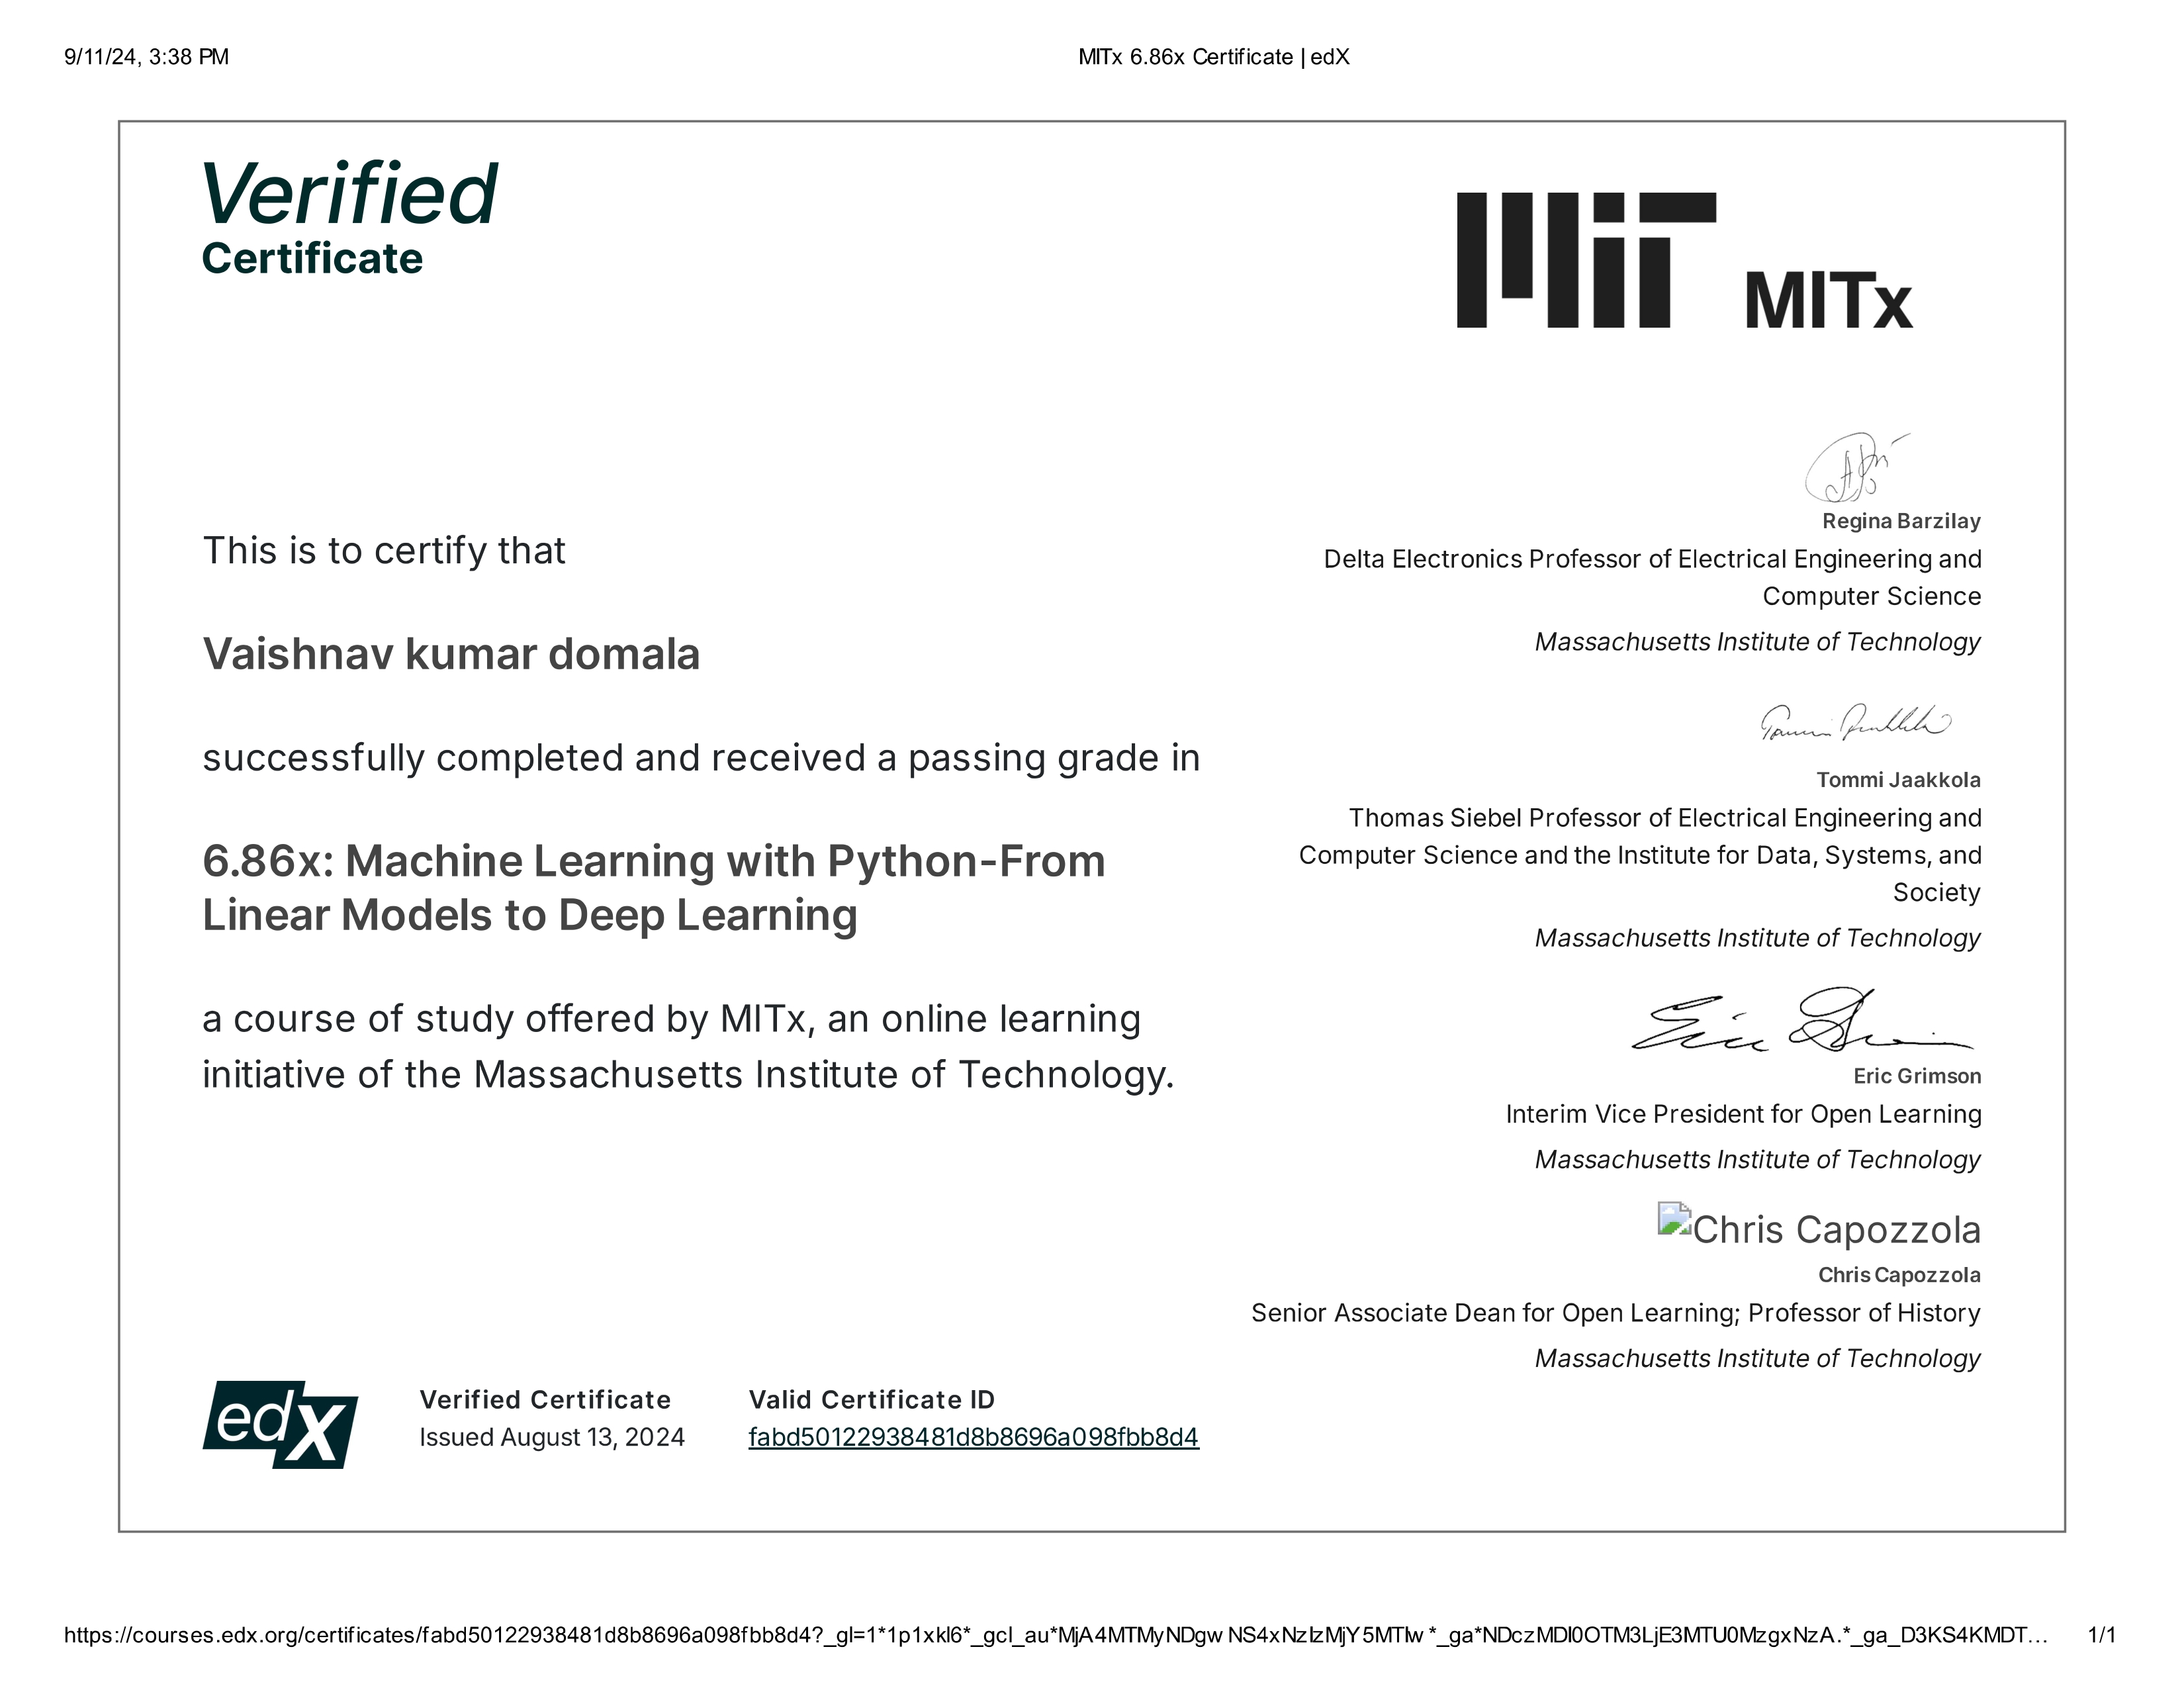 9/11/24, 3:38 PM
MITx 6.86x Certificate | edX
Verified
Certificate
MIT MITx
This is to certify that
Vaishnav kumar domala
successfully completed and received a passing grade in
6.86x: Machine Learning with Python-From
Linear Models to Deep Learning
a course of study offered by MITx, an online learning
initiative of the Massachusetts Institute of Technology.
Regina Barzilay
Delta Electronics Professor of Electrical Engineering and
Computer Science
Massachusetts Institute of Technology
Tommi Jaakkola
Thomas Siebel Professor of Electrical Engineering and
Computer Science and the Institute for Data, Systems, and
Society
Massachusetts Institute of Technology
Eric Grimson
Interim Vice President for Open Learning
Massachusetts Institute of Technology
Chris Capozzola
Chris Capozzola
Senior Associate Dean for Open Learning; Professor of History
Massachusetts Institute of Technology
edX
Verified Certificate
Issued August 13, 2024
Valid Certificate ID
fabd50122938481d8b8696a098fbb8d4
https://courses.edx.org/certificates/fabd50122938481d8b8696a098fbb8d4?_gl=1*1p1xkl6*_gcl_au*MjA4MTMyNDgwNS4xNzIzMjY5MTIw*_ga*NDczMDI0OTM3LjE3MTU0MzgxNzA.*_ga_D3KS4KMDT…
1/1